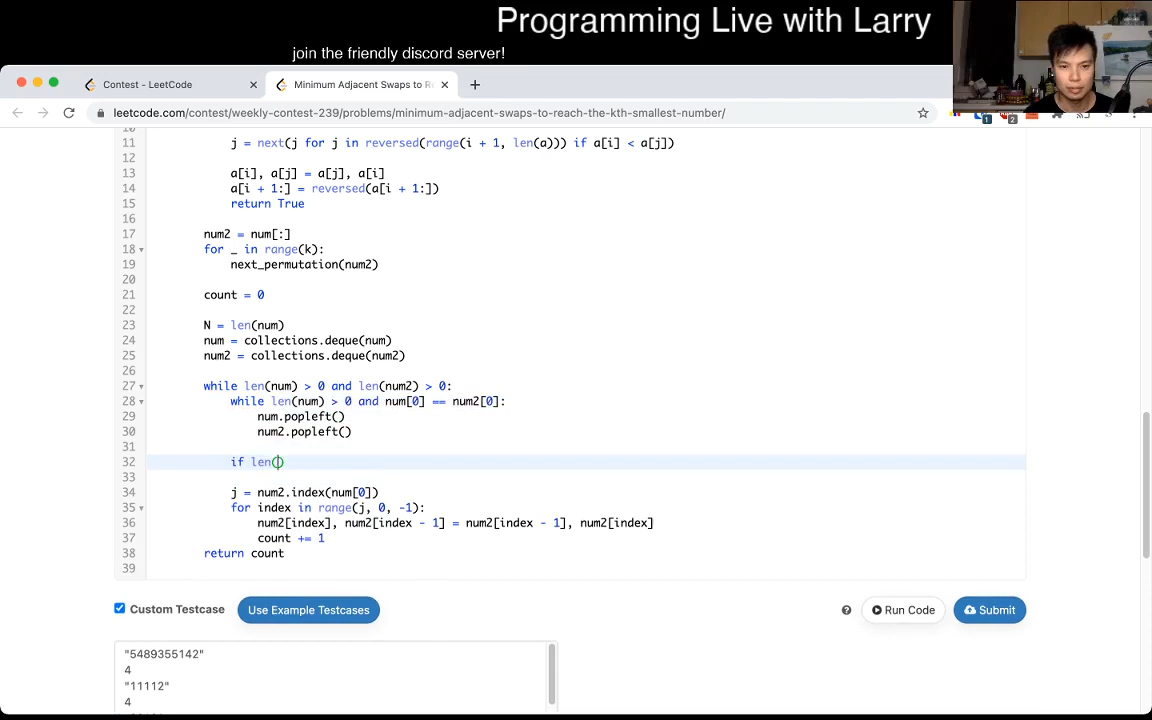 Programming Live with Larry
join the friendly discord server!
Contest - LeetCode
Minimum Adjacent Swaps to R
leetcode.com/contest/weekly-contest-239/problems/minimum-adjacent-swaps-to-reach-the-kth-smallest-number/
10
11 j = next(j for j in reversed(range(i + 1, len(a))) if a[i] < a[j])
12
13 a[i], a[j] = a[j], a[i]
14 a[i + 1:] = reversed(a[i + 1:])
15 return True
16
17 num2 = num[:]
18 for _ in range(k):
19 next_permutation(num2)
20
21 count = 0
22
23 N = len(num)
24 num = collections.deque(num)
25 num2 = collections.deque(num2)
26
27 while len(num) > 0 and len(num2) > 0:
28 while len(num) > 0 and num[0] == num2[0]:
29 num.popleft()
30 num2.popleft()
31
32 if len()
33
34 j = num2.index(num[0])
35 for index in range(j, 0, -1):
36 num2[index], num2[index - 1] = num2[index - 1], num2[index]
37 count += 1
38 return count
39
Custom Testcase
Use Example Testcases
Run Code
Submit
"5489355142"
4
"11112"
4